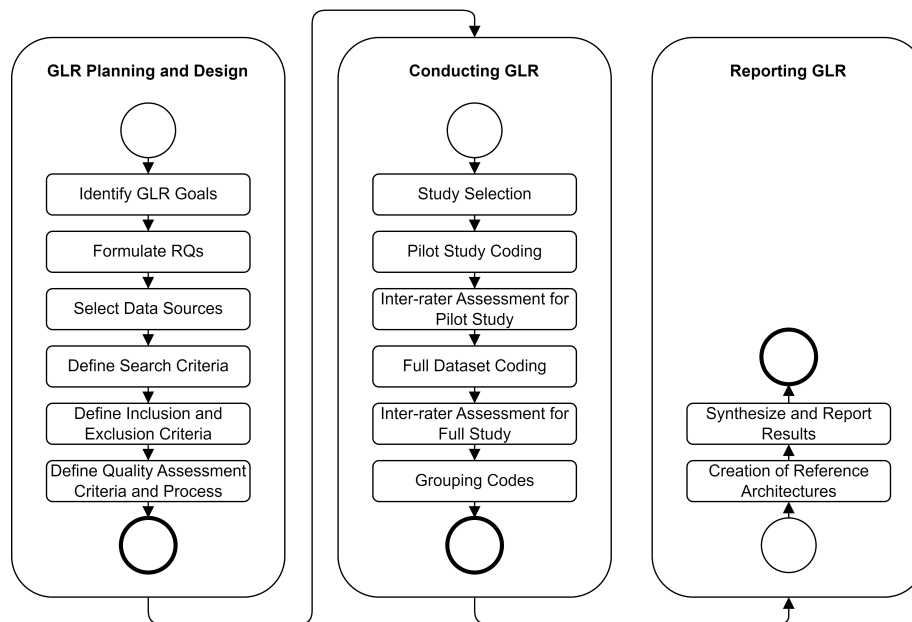 GLR Planning and Design
Identify GLR Goals
Formulate RQs
Select Data Sources
Define Search Criteria
Define Inclusion and
Exclusion Criteria
Define Quality Assessment
Criteria and Process
Conducting GLR
Study Selection
Pilot Study Coding
Inter-rater Assessment for
Pilot Study
Full Dataset Coding
Inter-rater Assessment for
Full Study
Grouping Codes
Reporting GLR
Synthesize and Report
Results
Creation of Reference
Architectures